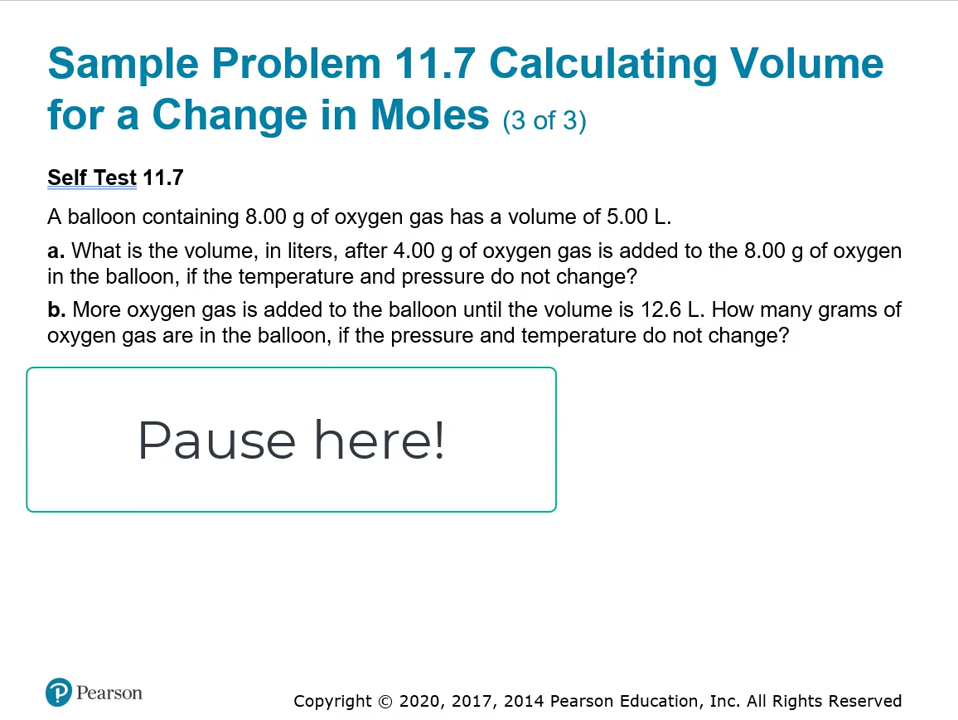 Sample Problem 11.7 Calculating Volume
for a Change in Moles (3 of 3)
Self Test 11.7
A balloon containing 8.00 g of oxygen gas has a volume of 5.00 L.
a. What is the volume, in liters, after 4.00 g of oxygen gas is added to the 8.00 g of oxygen
in the balloon, if the temperature and pressure do not change?
b. More oxygen gas is added to the balloon until the volume is 12.6 L. How many grams of
oxygen gas are in the balloon, if the pressure and temperature do not change?
Pause here!
Pearson
Copyright © 2020, 2017, 2014 Pearson Education, Inc. All Rights Reserved